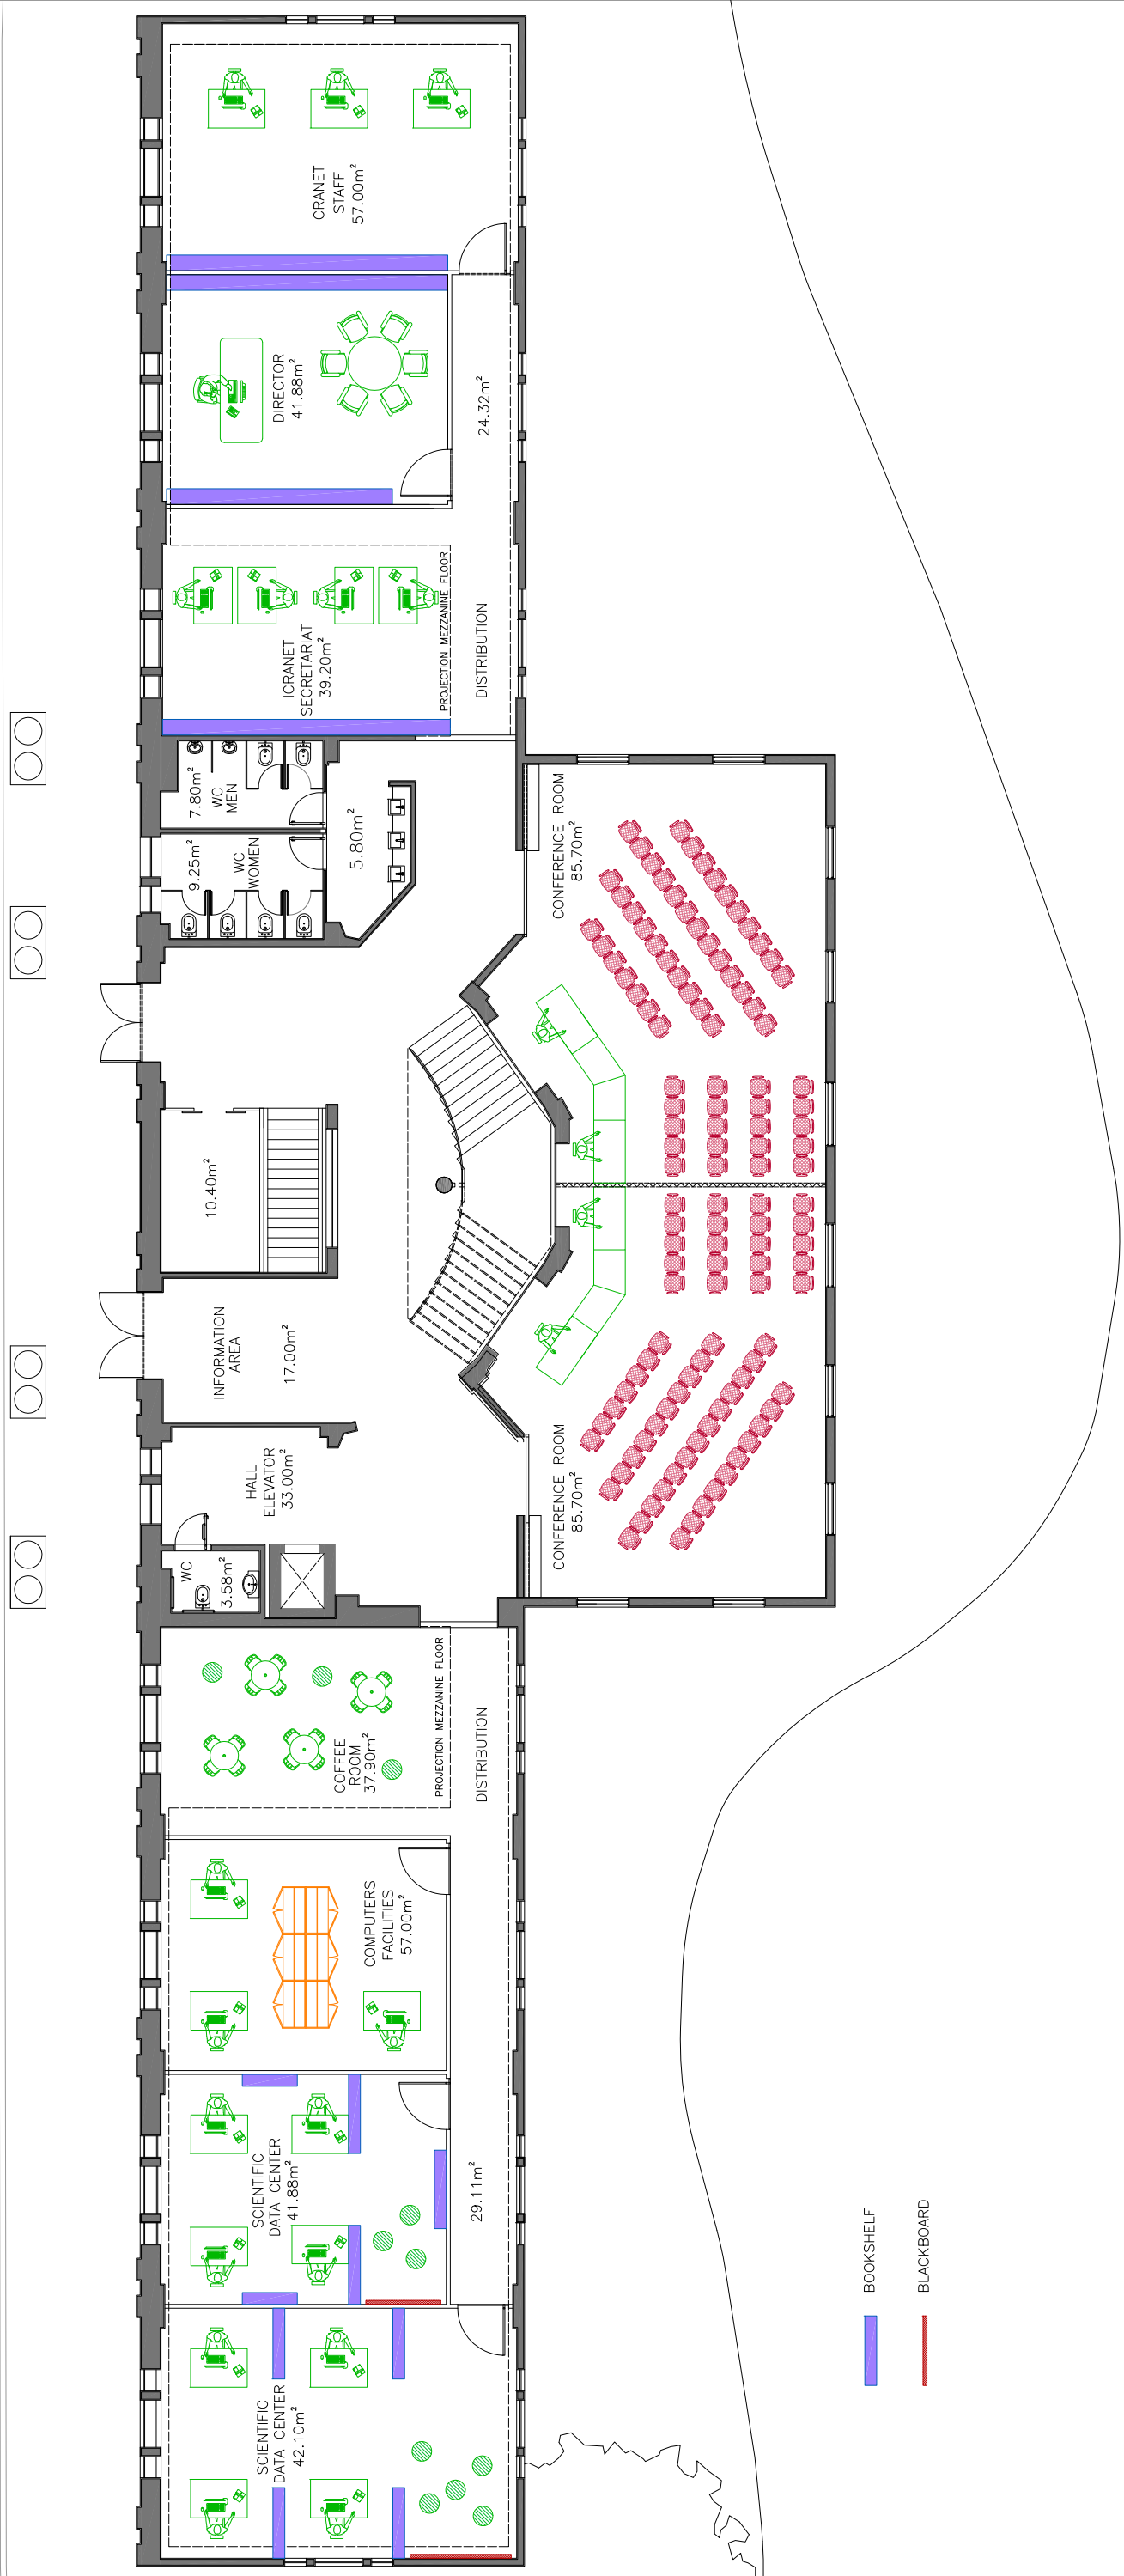 ICRANET
STAFF
57.00m²
DIRECTOR
41.88m²
24.32m²
ICRANET
SECRETARIAT
39.20m²
PROJECTION MEZZANINE FLOOR
DISTRIBUTION
7.80m²
WC
MEN
9.25m²
WC
WOMEN
5.80m²
CONFERENCE ROOM
85.70m²
10.40m²
INFORMATION
AREA
17.00m²
HALL
ELEVATOR
33.00m²
WC
3.58m²
CONFERENCE ROOM
85.70m²
COFFEE
ROOM
37.90m²
PROJECTION MEZZANINE FLOOR
DISTRIBUTION
COMPUTERS
FACILITIES
57.00m²
SCIENTIFIC
DATA CENTER
41.88m²
29.11m²
SCIENTIFIC
DATA CENTER
42.10m²
BOOKSHELF
BLACKBOARD